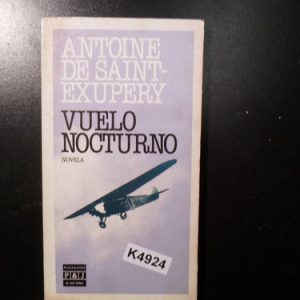 ANTOINE
DE SAINT-
EXUPERY
VUELO
NOCTURNO
NOVELA
K4924
P&J